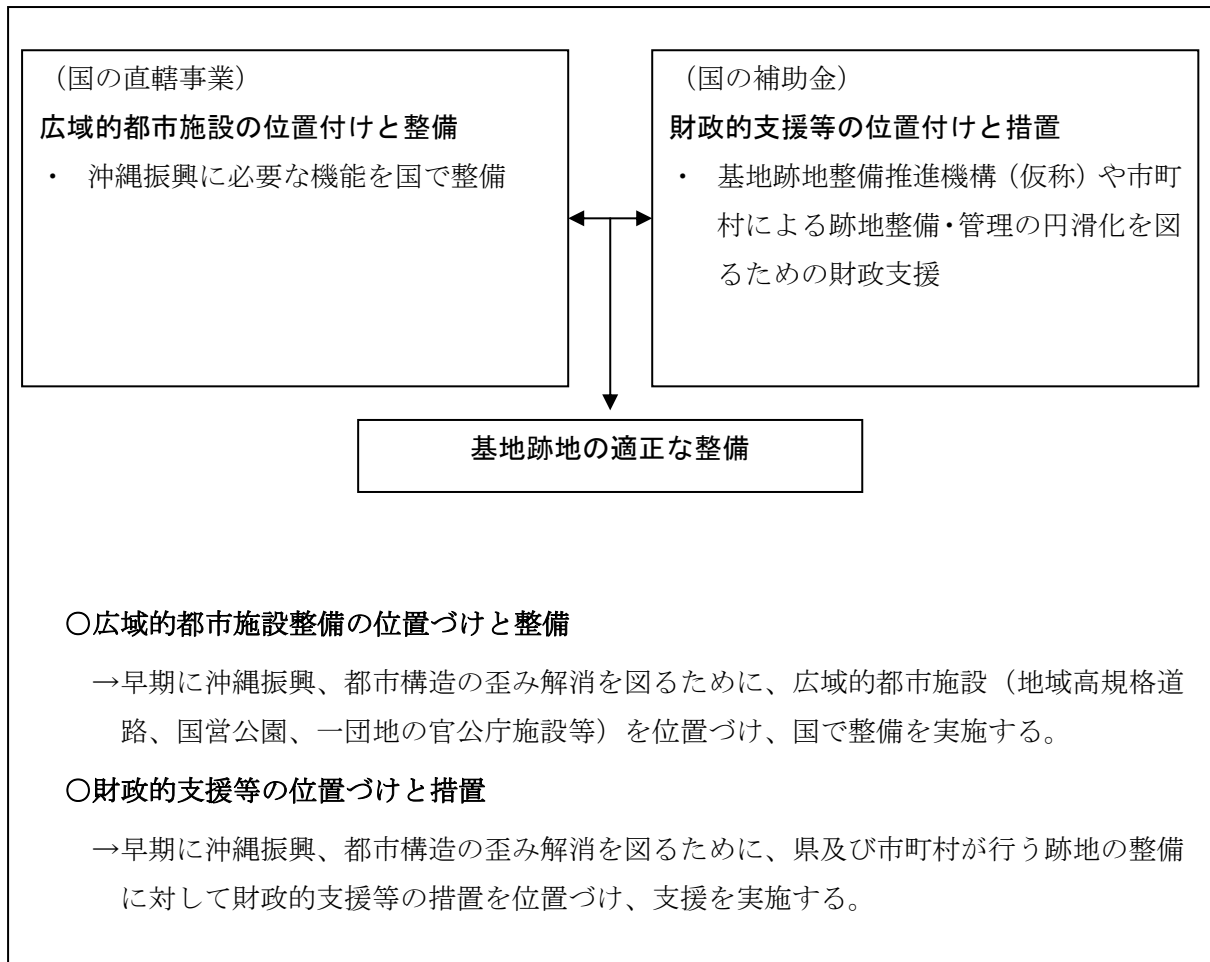 （国の直轄事業）
広域的都市施設の位置付けと整備
・ 沖縄振興に必要な機能を国で整備
（国の補助金）
財政的支援等の位置付けと措置
・ 基地跡地整備推進機構（仮称）や市町
村による跡地整備・管理の円滑化を図
るための財政支援
基地跡地の適正な整備
○広域的都市施設整備の位置づけと整備
→早期に沖縄振興、都市構造の歪み解消を図るために、広域的都市施設（地域高規格道
路、国営公園、一団地の官公庁施設等）を位置づけ、国で整備を実施する。
○財政的支援等の位置づけと措置
→早期に沖縄振興、都市構造の歪み解消を図るために、県及び市町村が行う跡地の整備
に対して財政的支援等の措置を位置づけ、支援を実施する。